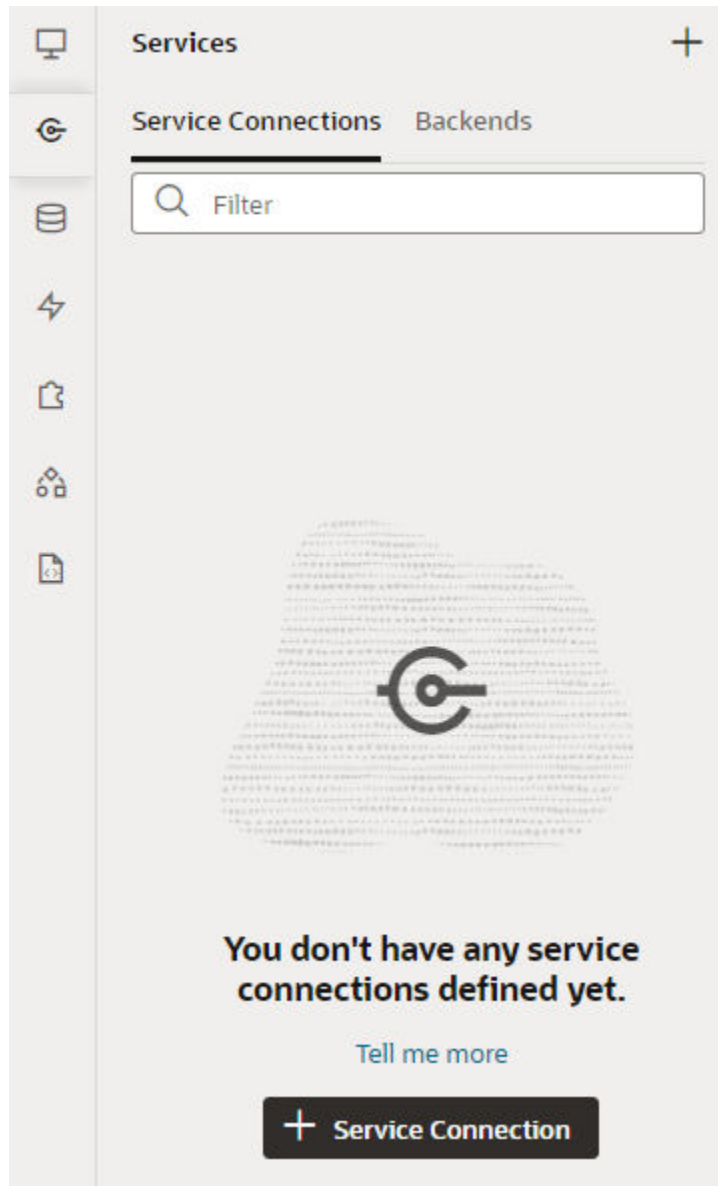 Services
Service Connections Backends
Filter
You don't have any service
connections defined yet.
Tell me more
Service Connection